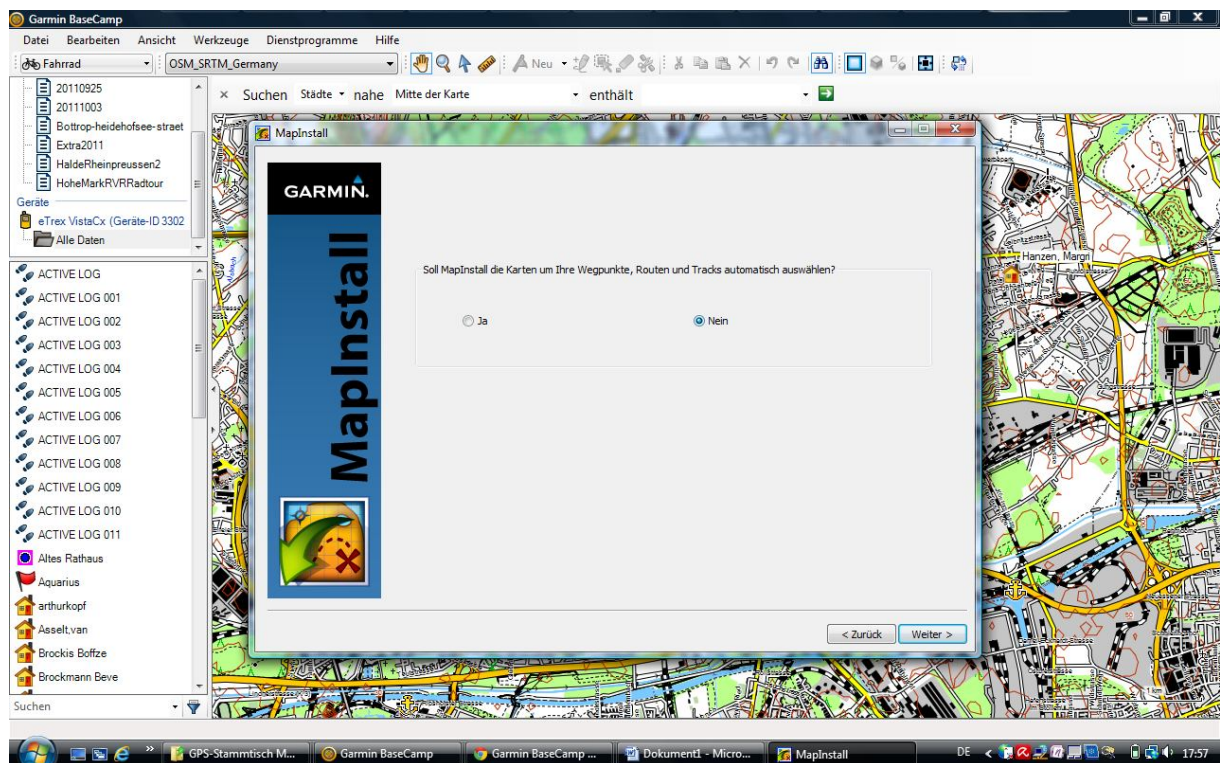 Garmin BaseCamp
Datei Bearbeiten Ansicht Werkzeuge Dienstprogramme Hilfe
Fahrrad OSM_SRTM_Germany Neu
20110925
20111003
Bottrop-heidehofsee-straet
Extra2011
HaldeRheinpreussen2
HoheMarkRVRRadtour
Geräte
eTrex VistaCx (Geräte-ID 3302
Alle Daten
× Suchen Städte nahe Mitte der Karte enthält
ACTIVE LOG
ACTIVE LOG 001
ACTIVE LOG 002
ACTIVE LOG 003
ACTIVE LOG 004
ACTIVE LOG 005
ACTIVE LOG 006
ACTIVE LOG 007
ACTIVE LOG 008
ACTIVE LOG 009
ACTIVE LOG 010
ACTIVE LOG 011
Altes Rathaus
Aquarius
arthurkopf
Asselt,van
Brockis Boffze
Brockmann Beve
Suchen
MapInstall
GARMIN.
MapInstall
Soll MapInstall die Karten um Ihre Wegpunkte, Routen und Tracks automatisch auswählen?
Ja
Nein
< Zurück Weiter >
Hanzen, Margri
1 km
GPS-Stammtisch M... Garmin BaseCamp Garmin BaseCamp ... Dokument1 - Micro... MapInstall DE 17:57